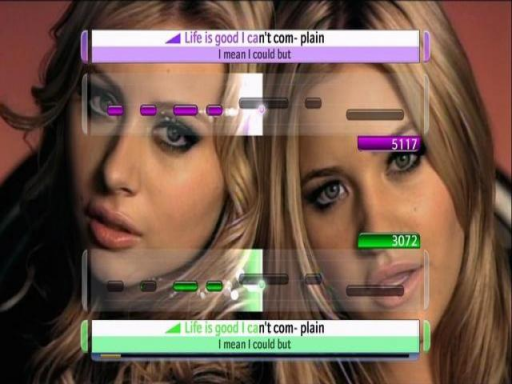 Life is good I can't com- plain
I mean I could but
5117
3072
Life is good I can't com- plain
I mean I could but